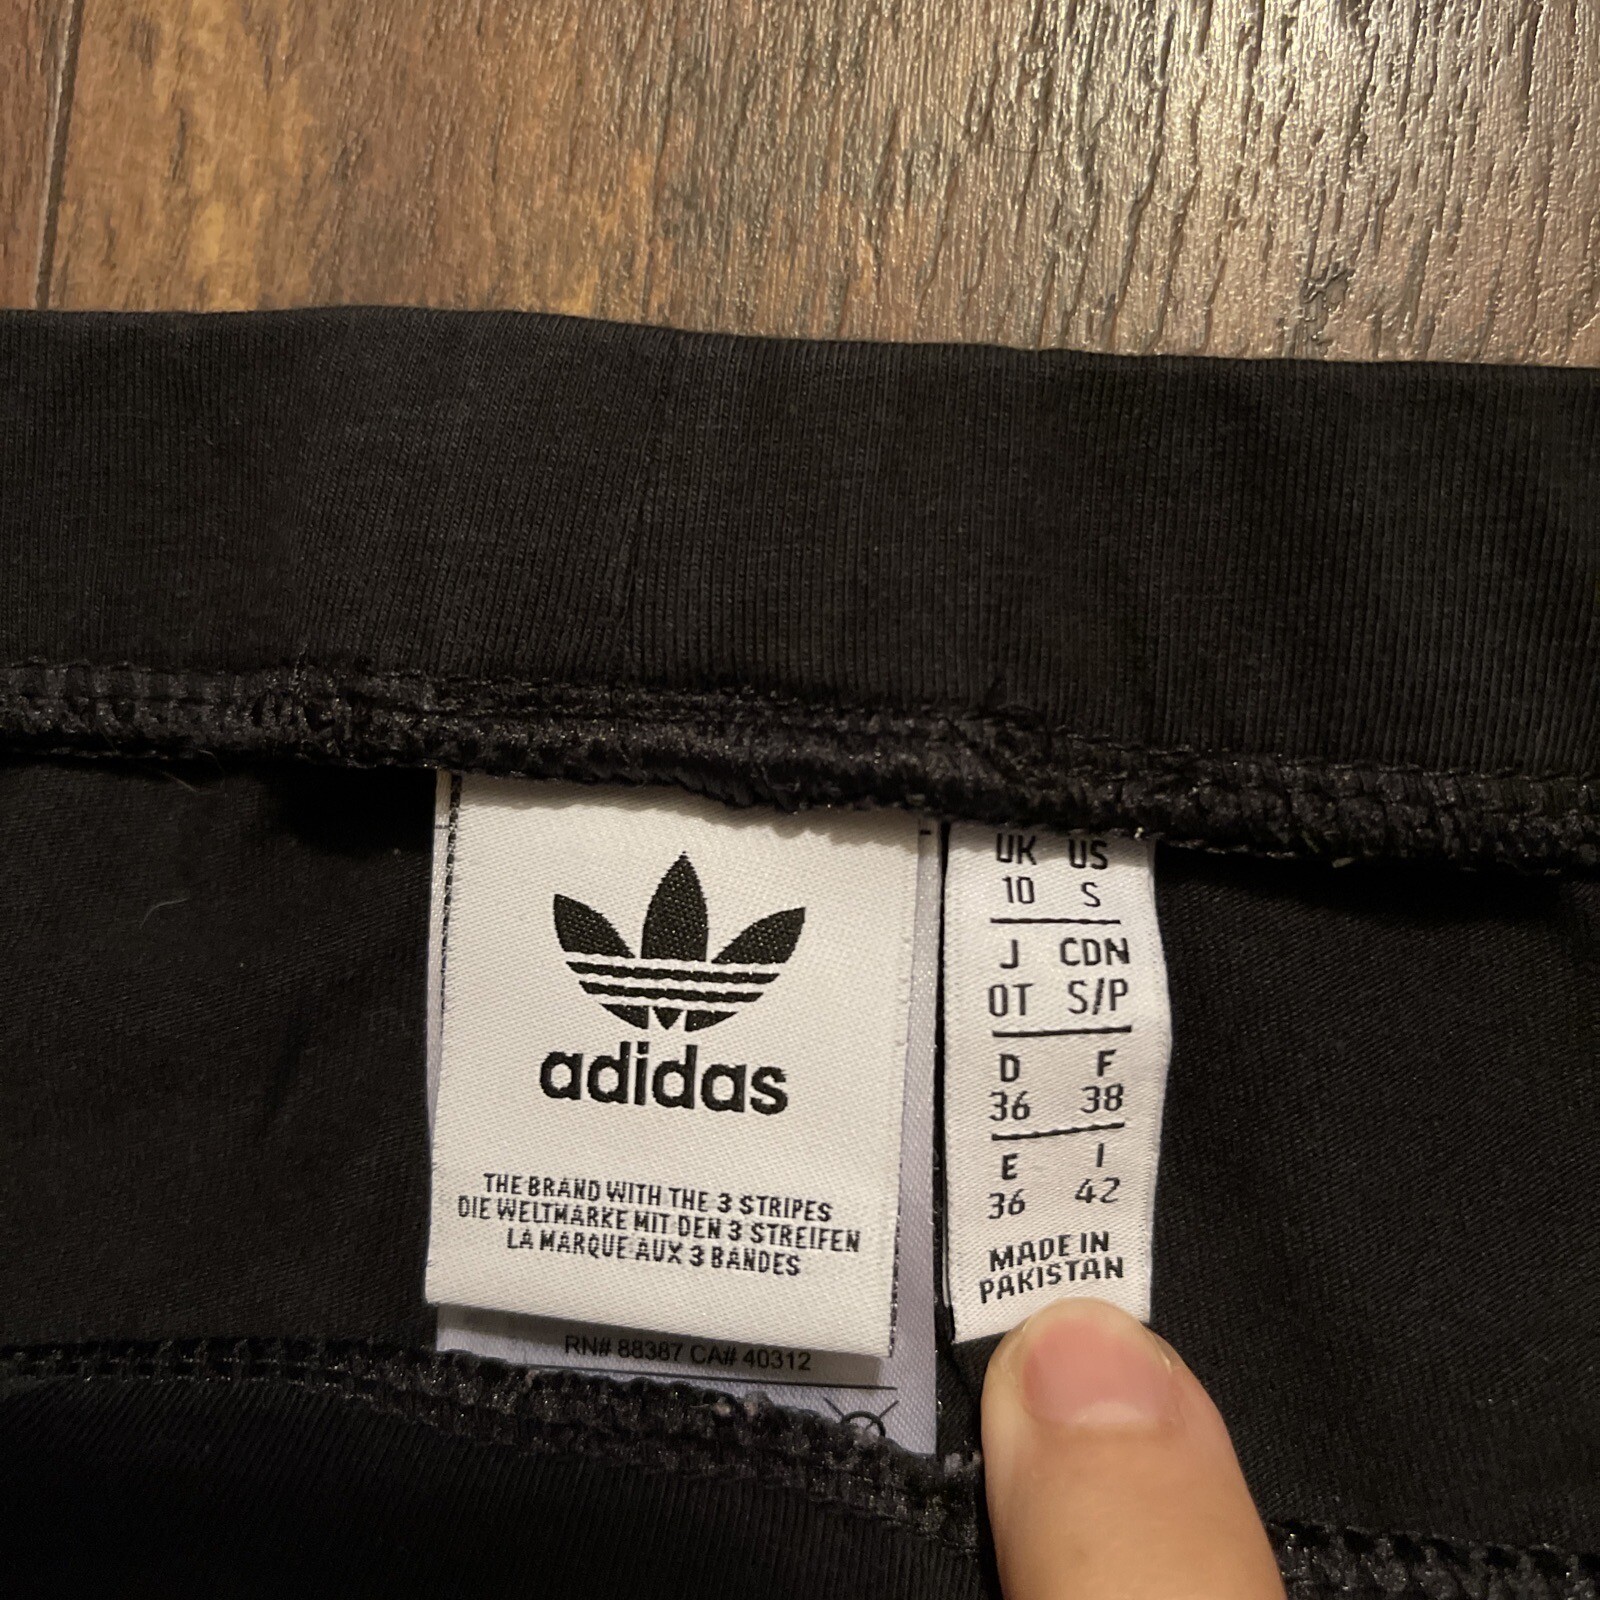 adidas
THE BRAND WITH THE 3 STRIPES
DIE WELTMARKE MIT DEN 3 STREIFEN
LA MARQUE AUX 3 BANDES
RN# 88387 CA# 40312
UK US
10 S
J CDN
OT S/P
D F
36 38
E I
36 42
MADE IN
PAKISTAN